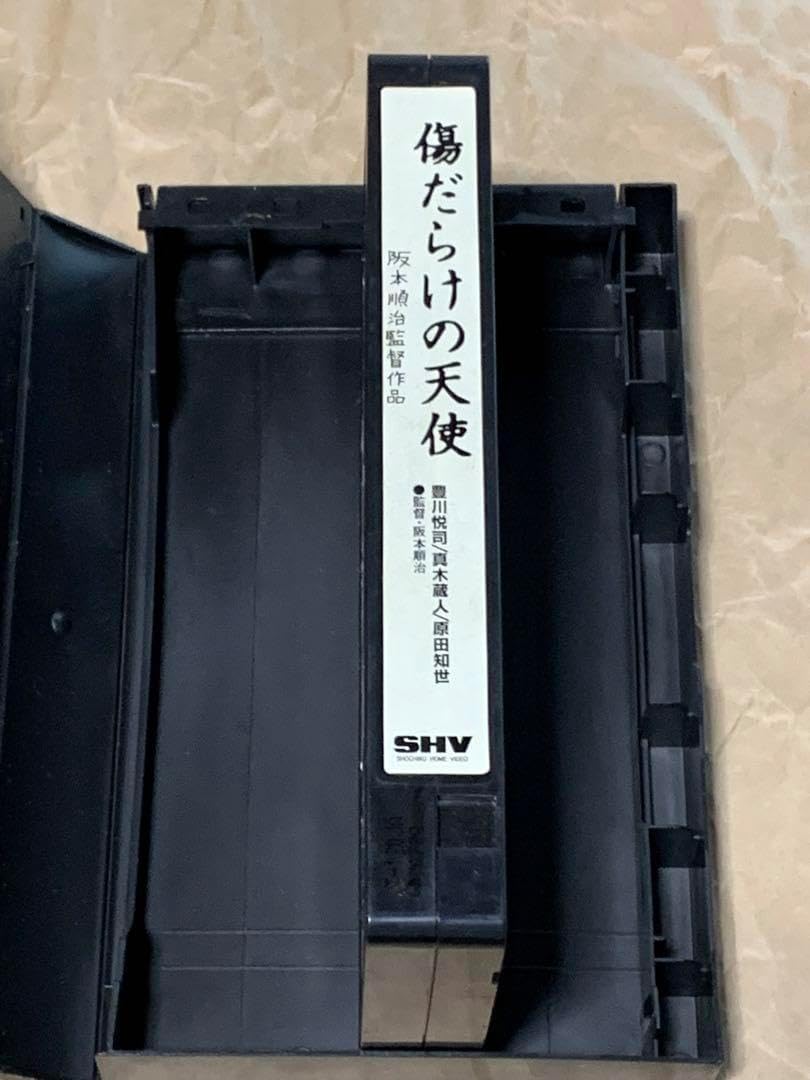 傷だらけの天使
阪本順治監督作品
豊川悦司/真木蔵人/原田知世
●監督・阪本順治
SHV
SHOCHIKU HOME VIDEO